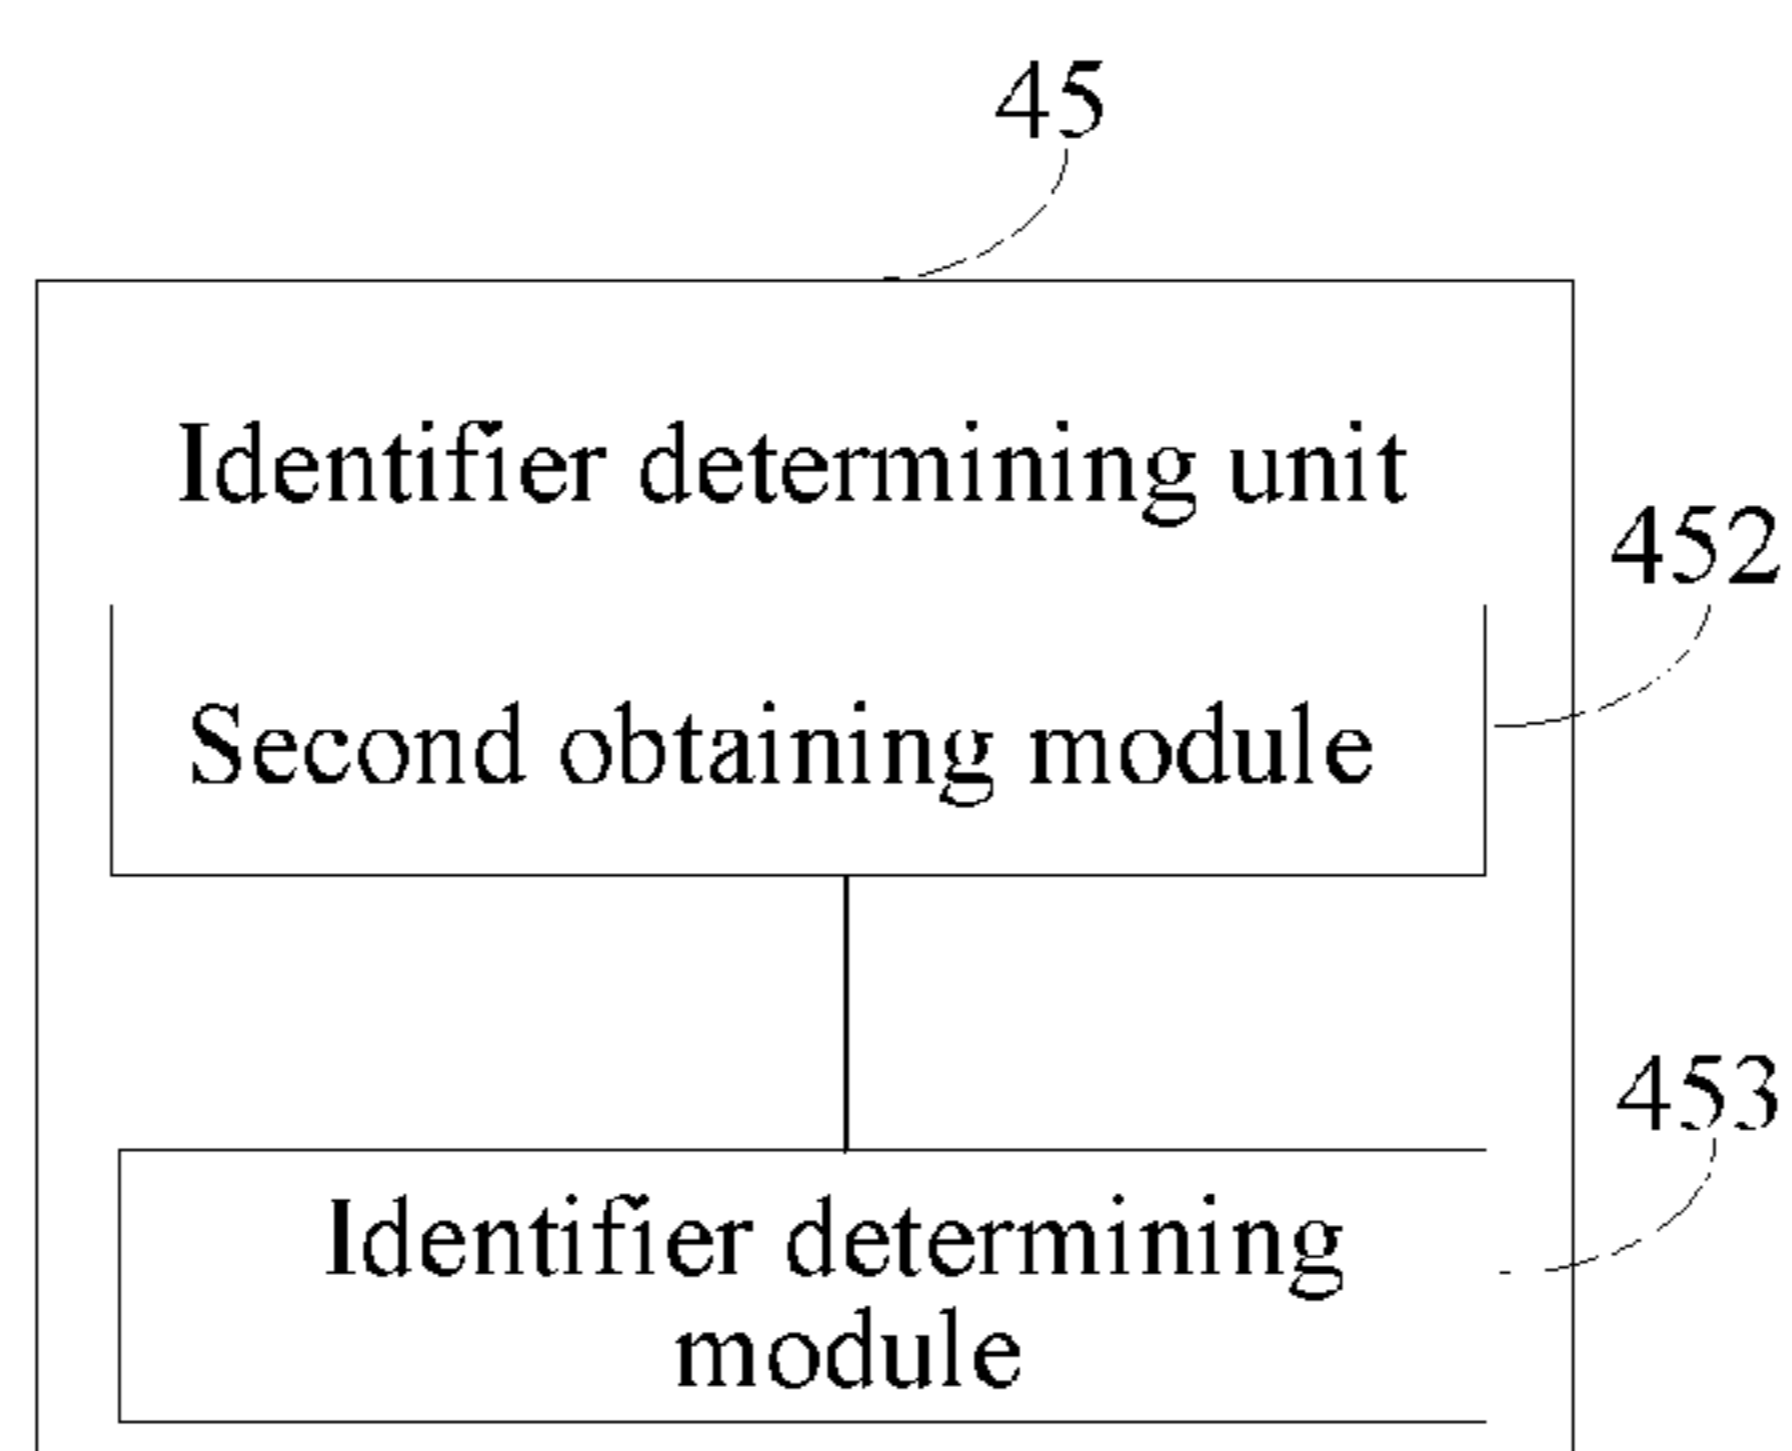 45
Identifier determining unit
452
Second obtaining module
453
Identifier determining
module